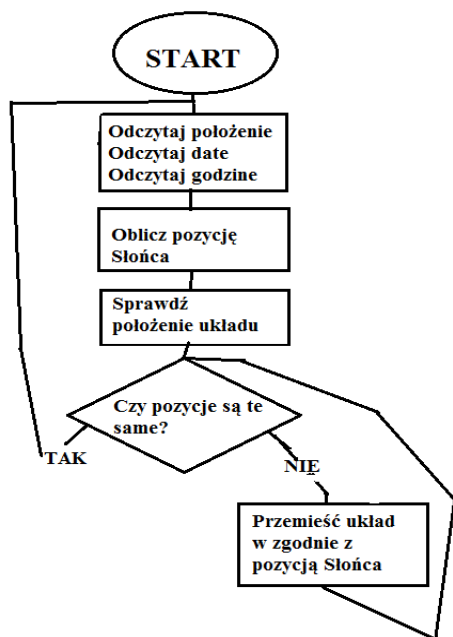 START
Odczytaj położenie
Odczytaj date
Odczytaj godzine
Oblicz pozycję
Słońca
Sprawdź
położenie układu
Czy pozycje są te
same?
TAK
NIE
Przemieść układ
w zgodnie z
pozycją Słońca